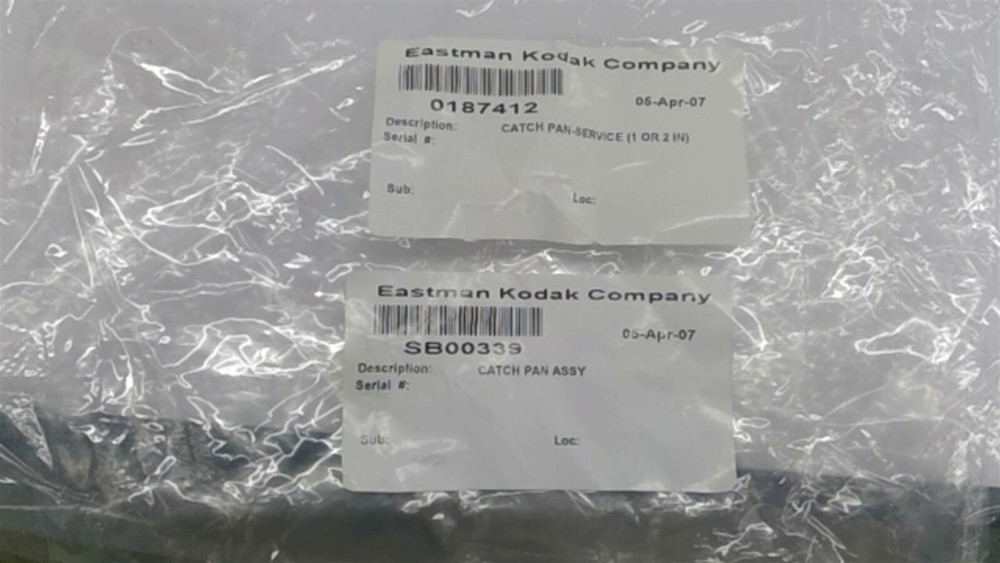 Eastman Kodak Company
0187412
05-Apr-07
Description: CATCH PAN-SERVICE (1 OR 2 IN)
Serial #:
Sub: Loc:
Eastman Kodak Company
05-Apr-07
SB00339
Description: CATCH PAN ASSY
Serial #:
Sub: Loc: